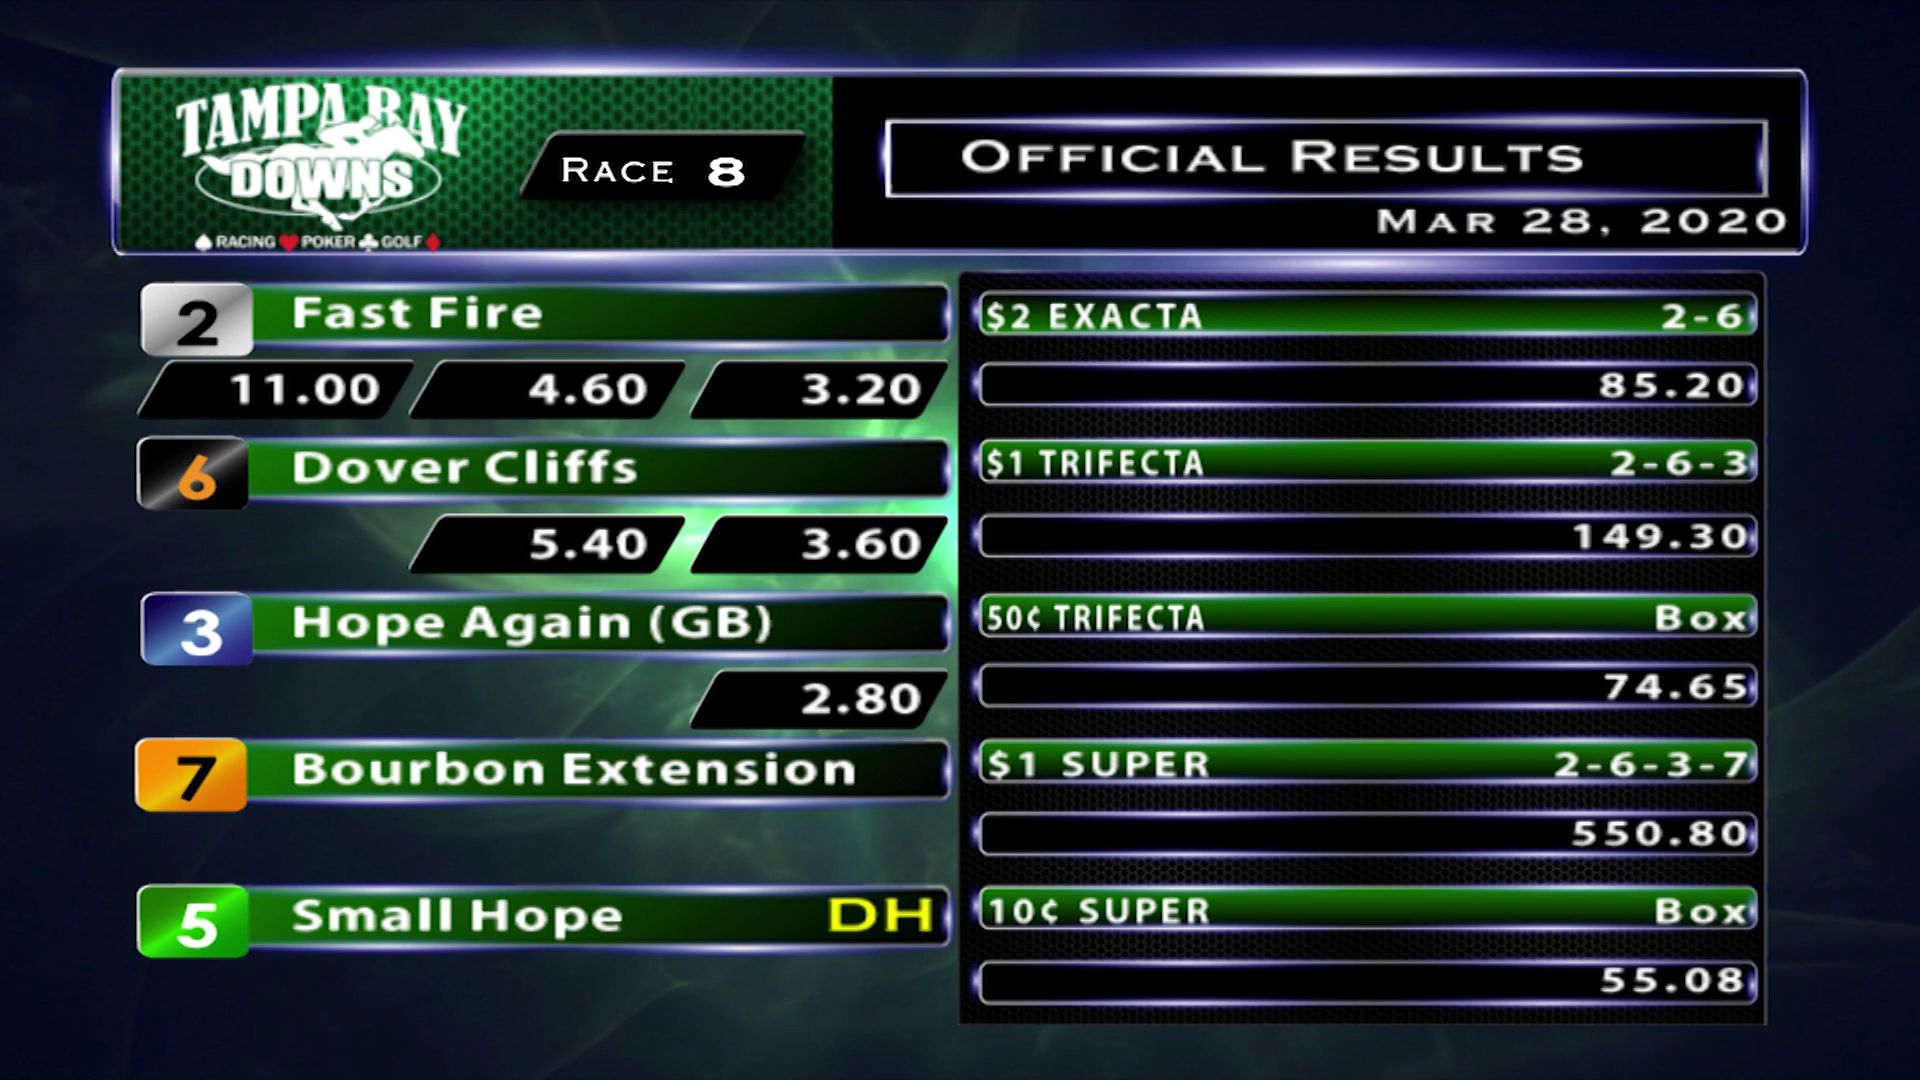 TAMPA BAY
DOWNS
RACING POKER GOLF
RACE 8
OFFICIAL RESULTS
MAR 28, 2020
2 Fast Fire
11.00 4.60 3.20
6 Dover Cliffs
5.40 3.60
3 Hope Again (GB)
2.80
7 Bourbon Extension
5 Small Hope DH
$2 EXACTA 2-6
85.20
$1 TRIFECTA 2-6-3
149.30
50¢ TRIFECTA Box
74.65
$1 SUPER 2-6-3-7
550.80
10¢ SUPER Box
55.08